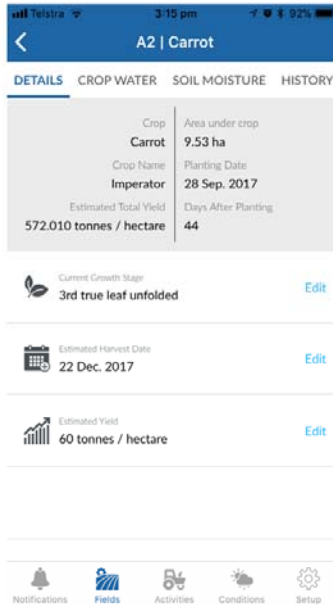 Telstra 3:15 pm 92%
A2 | Carrot
DETAILS CROP WATER SOIL MOISTURE HISTORY
Crop
Carrot
Crop Name
Imperator
Estimated Total Yield
572.010 tonnes / hectare
Area under crop
9.53 ha
Planting Date
28 Sep. 2017
Days After Planting
44
Current Growth Stage
3rd true leaf unfolded
Edit
Estimated Harvest Date
22 Dec. 2017
Edit
Estimated Yield
60 tonnes / hectare
Edit
Notifications Fields Activities Conditions Setup